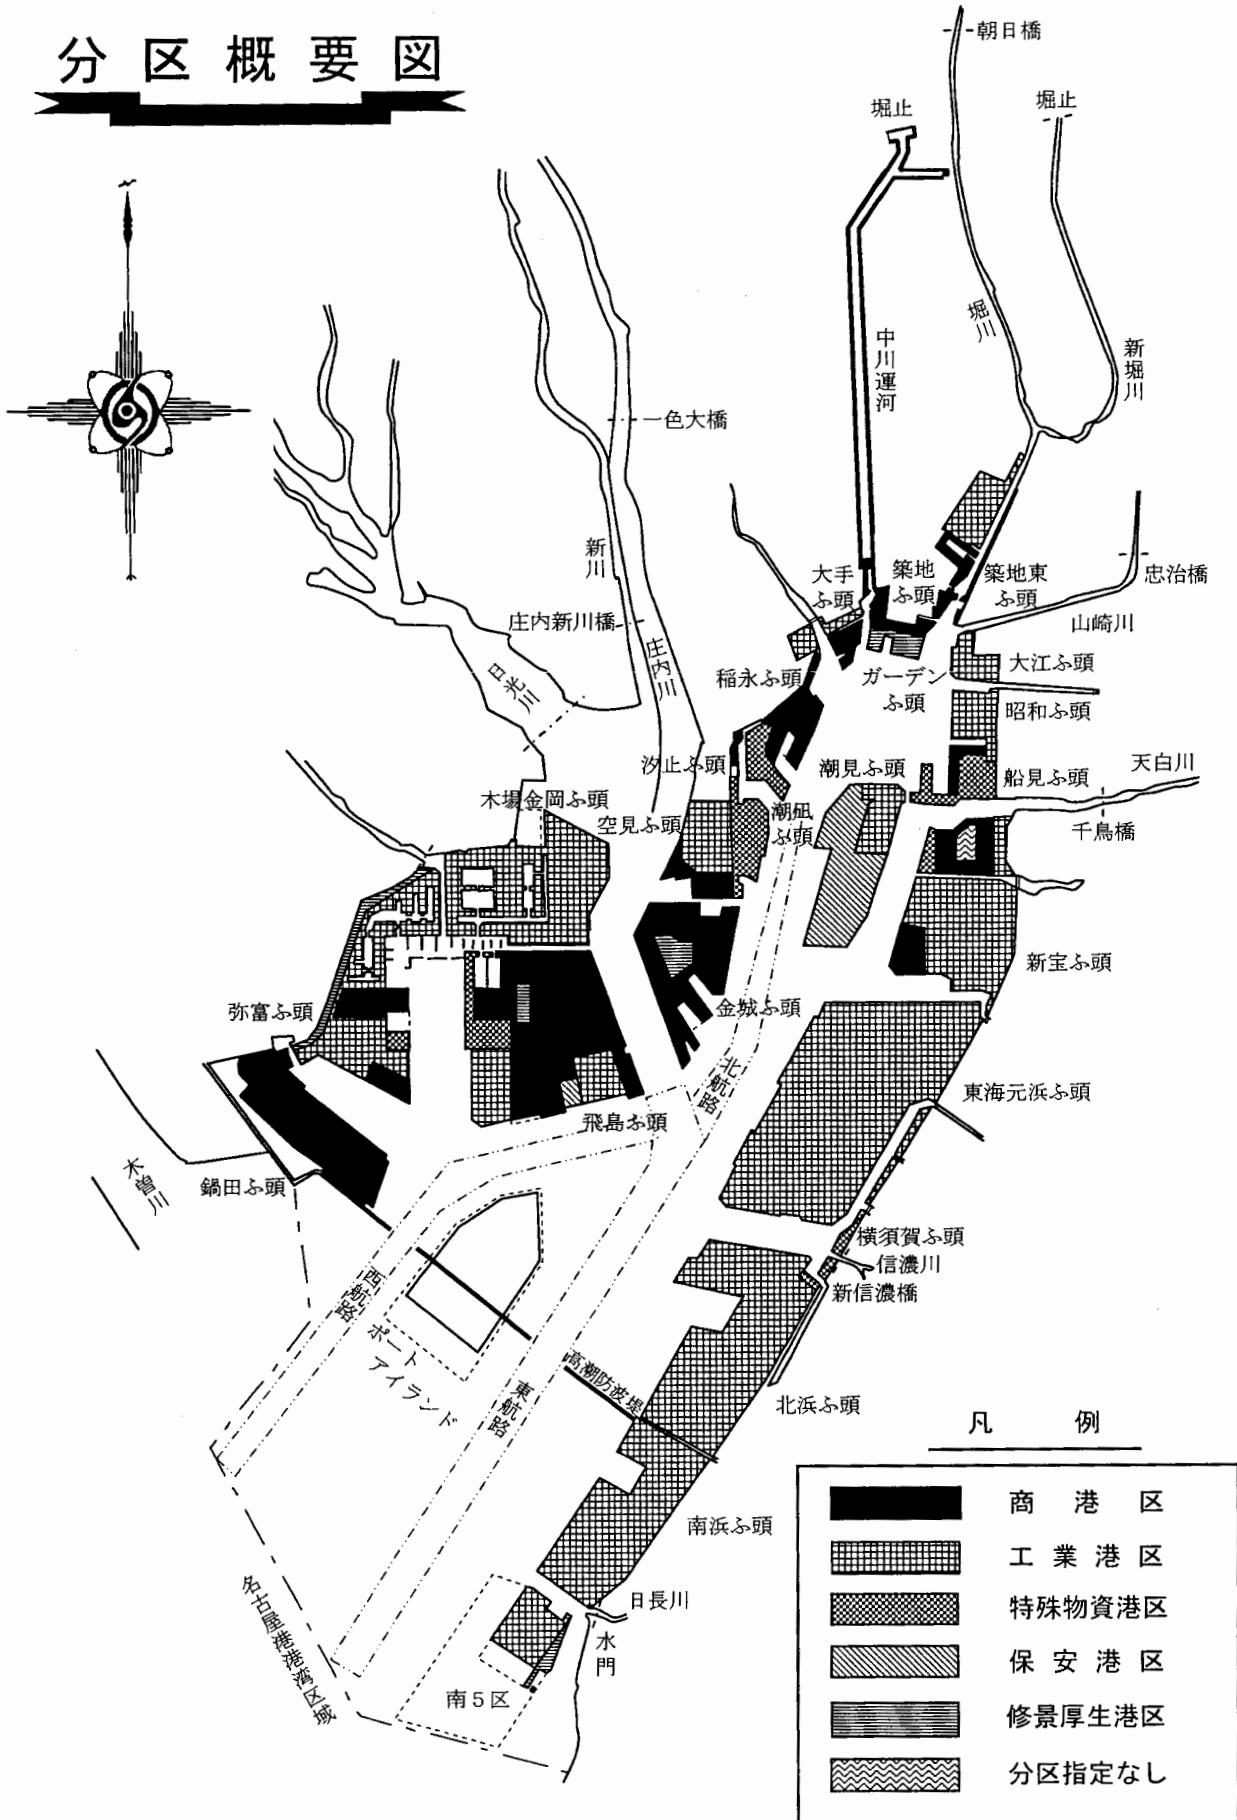 分区概要図
朝日橋
堀止
堀止
堀川
中川運河
新堀川
一色大橋
新川
大手
ふ頭
築地
ふ頭
築地東
ふ頭
忠治橋
庄内新川橋
山崎川
庄内川
日光川
稲永ふ頭
ガーデン
ふ頭
大江ふ頭
昭和ふ頭
汐止ふ頭
潮見ふ頭
船見ふ頭
天白川
木場金岡ふ頭
空見ふ頭
潮凪
ふ頭
千鳥橋
新宝ふ頭
弥富ふ頭
金城ふ頭
北航路
東海元浜ふ頭
飛島ふ頭
木曽川
鍋田ふ頭
横須賀ふ頭
信濃川
新信濃橋
西航路
ポート
アイランド
高潮防波堤
東航路
北浜ふ頭
南浜ふ頭
日長川
水門
名古屋港港湾区域
南5区
凡例
商港区
工業港区
特殊物資港区
保安港区
修景厚生港区
分区指定なし